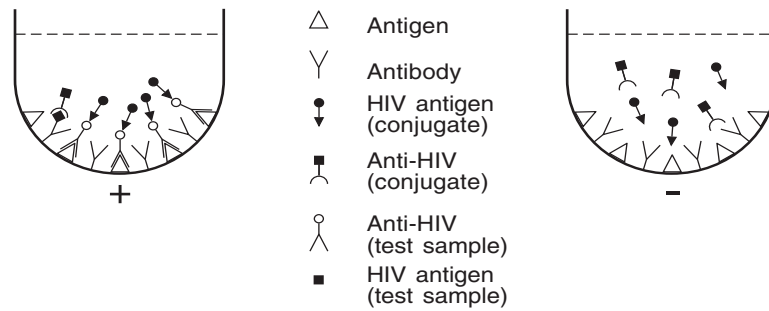 Antigen
Antibody
HIV antigen
(conjugate)
Anti-HIV
(conjugate)
Anti-HIV
(test sample)
HIV antigen
(test sample)
+
-